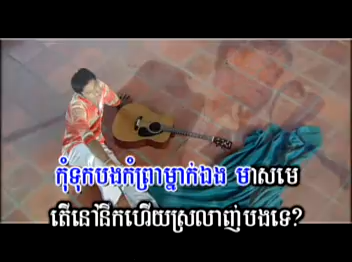 កុំទុកបងកំព្រាម្នាក់ឯង មាសមេ
តើនៅនឹកហើយស្រលាញ់បងទេ?